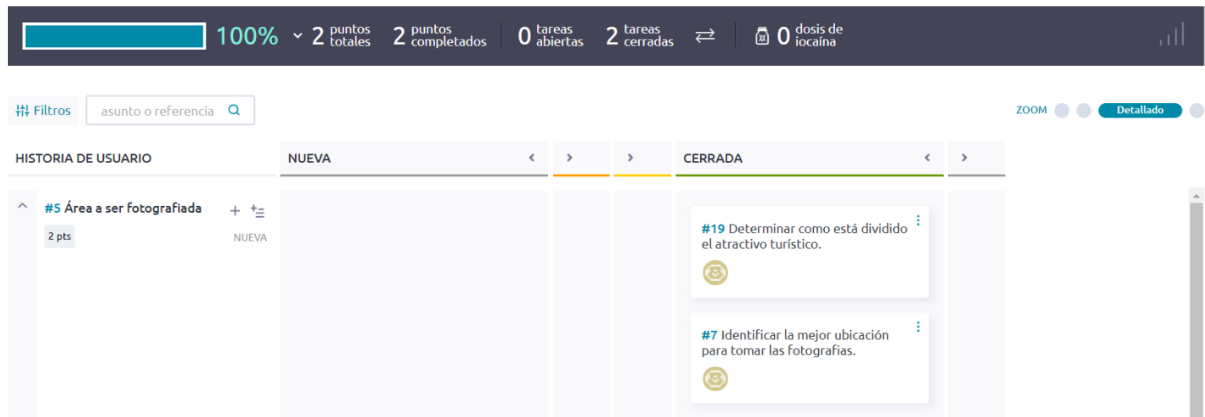 100% 2 puntos totales 2 puntos completados 0 tareas abiertas 2 tareas cerradas 0 dosis de iocaína
Filtros asunto o referencia ZOOM Detallado
HISTORIA DE USUARIO NUEVA CERRADA
#5 Área a ser fotografiada
2 pts NUEVA
#19 Determinar como está dividido
el atractivo turístico.
#7 Identificar la mejor ubicación
para tomar las fotografias.